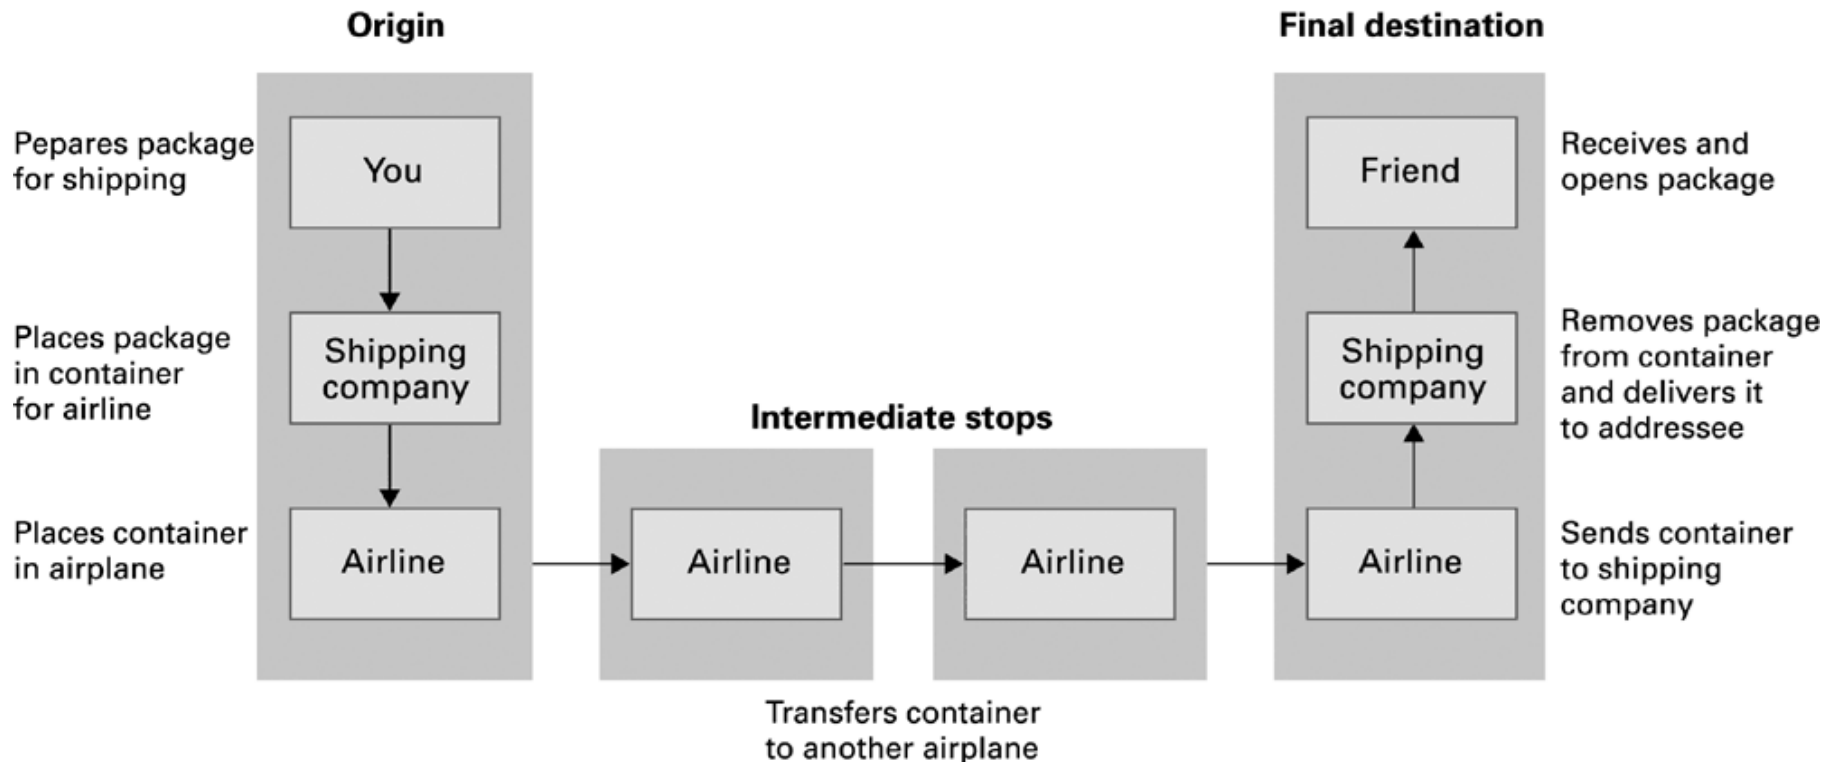 Origin
Final destination
Pepares package
for shipping
You
Friend
Receives and
opens package
Places package
in container
for airline
Shipping
company
Shipping
company
Removes package
from container
and delivers it
to addressee
Intermediate stops
Places container
in airplane
Airline
Airline
Airline
Airline
Sends container
to shipping
company
Transfers container
to another airplane